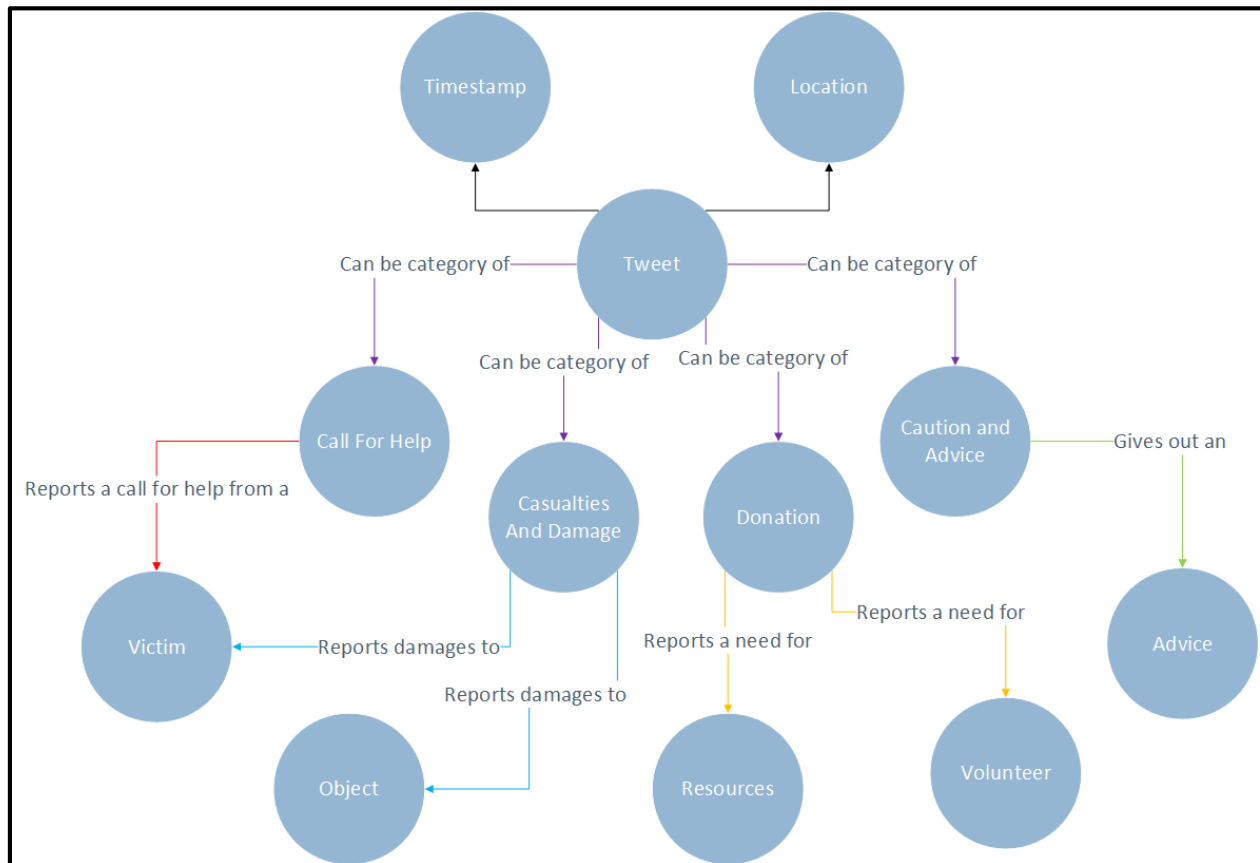 Timestamp
Location
Tweet
Can be category of
Can be category of
Can be category of
Can be category of
Call For Help
Caution and
Advice
Gives out an
Reports a call for help from a
Casualties
And Damage
Donation
Reports a need for
Victim
Reports damages to
Reports a need for
Advice
Reports damages to
Object
Resources
Volunteer